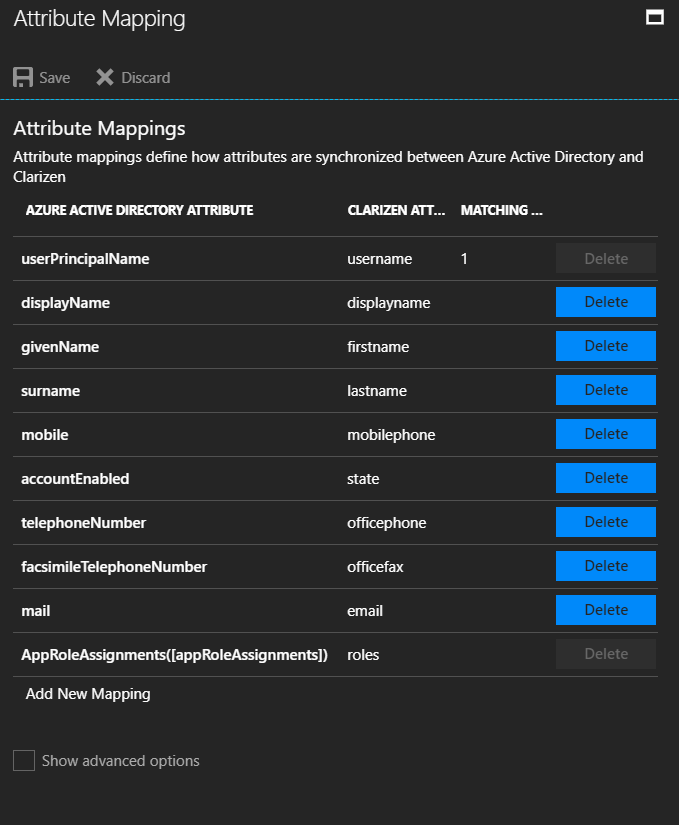 Attribute Mapping
Save Discard
Attribute Mappings
Attribute mappings define how attributes are synchronized between Azure Active Directory and
Clarizen
AZURE ACTIVE DIRECTORY ATTRIBUTE CLARIZEN ATT... MATCHING ...
userPrincipalName username 1 Delete
displayName displayname Delete
givenName firstname Delete
surname lastname Delete
mobile mobilephone Delete
accountEnabled state Delete
telephoneNumber officephone Delete
facsimileTelephoneNumber officefax Delete
mail email Delete
AppRoleAssignments([appRoleAssignments]) roles Delete
Add New Mapping
Show advanced options